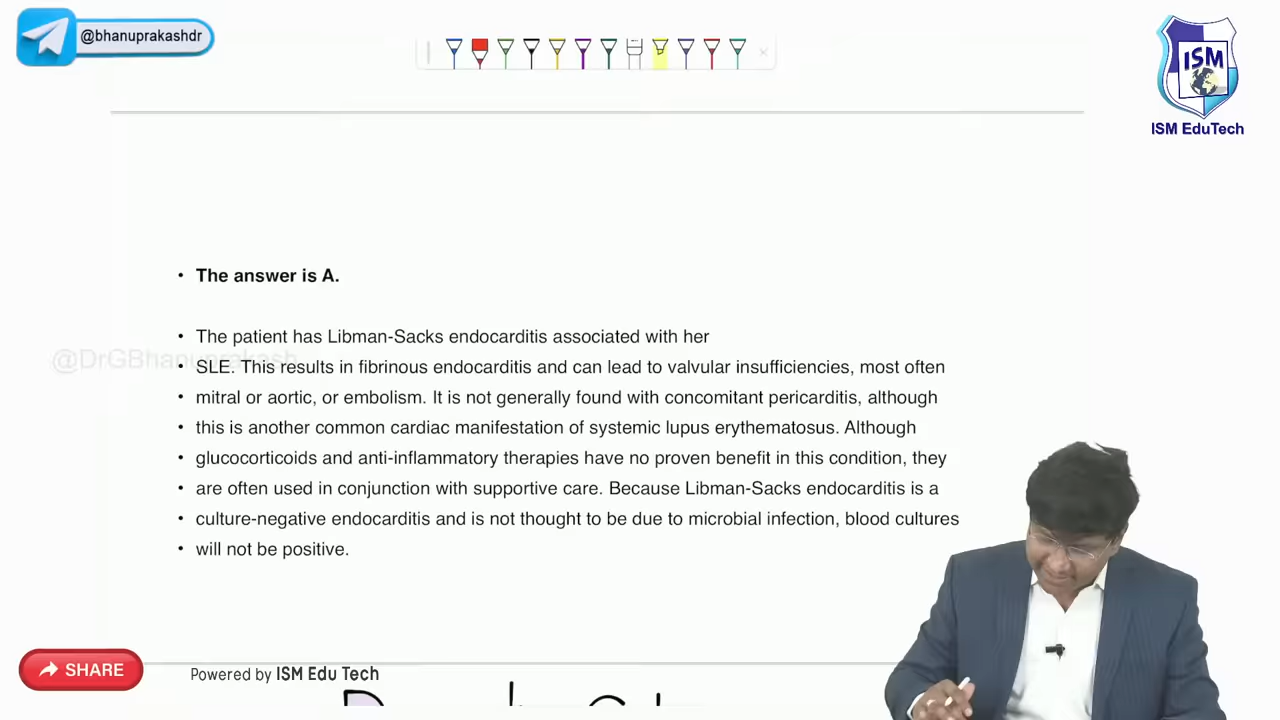 @bhanuprakashdr
ISM
ISM EduTech
• The answer is A.
• The patient has Libman-Sacks endocarditis associated with her
@DrGBhanuprakash
• SLE. This results in fibrinous endocarditis and can lead to valvular insufficiencies, most often
• mitral or aortic, or embolism. It is not generally found with concomitant pericarditis, although
• this is another common cardiac manifestation of systemic lupus erythematosus. Although
• glucocorticoids and anti-inflammatory therapies have no proven benefit in this condition, they
• are often used in conjunction with supportive care. Because Libman-Sacks endocarditis is a
• culture-negative endocarditis and is not thought to be due to microbial infection, blood cultures
• will not be positive.
SHARE
Powered by ISM Edu Tech